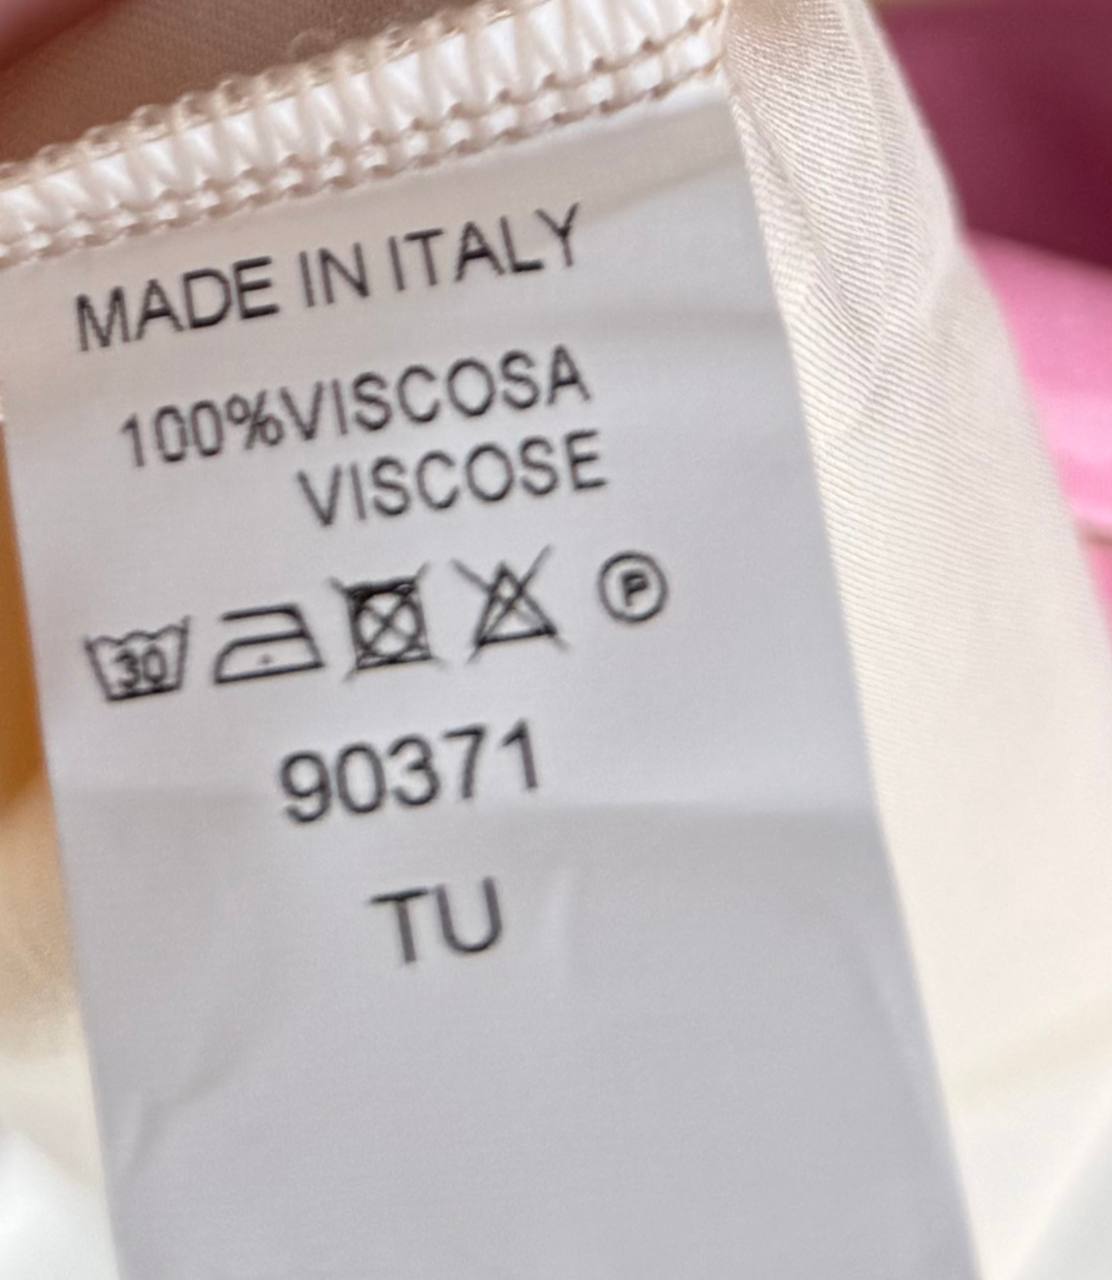 MADE IN ITALY
100%VISCOSA
VISCOSE
30 P
90371
TU